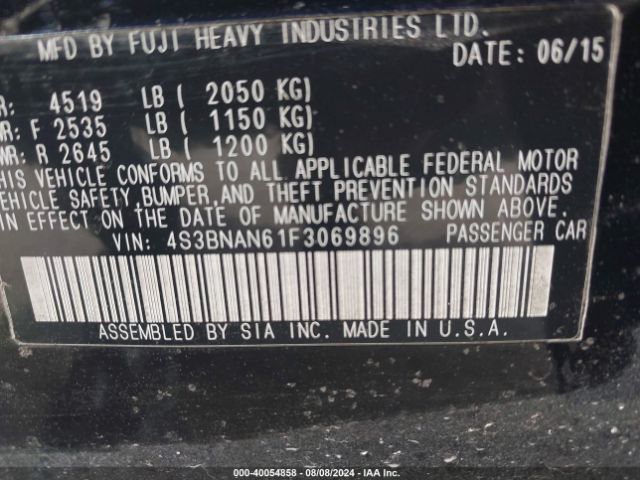 MFD BY FUJI HEAVY INDUSTRIES LTD.
DATE: 06/15
R: 4519 LB ( 2050 KG)
WR: F 2535 LB ( 1150 KG)
WR: R 2645 LB ( 1200 KG)
HIS VEHICLE CONFORMS TO ALL APPLICABLE FEDERAL MOTOR
VEHICLE SAFETY,BUMPER,AND THEFT PREVENTION STANDARDS
IN EFFECT ON THE DATE OF MANUFACTURE SHOWN ABOVE.
VIN: 4S3BNAN61F3069896 PASSENGER CAR
ASSEMBLED BY SIA INC. MADE IN U.S.A.
000-40054858 - 08/08/2024 - IAA Inc.